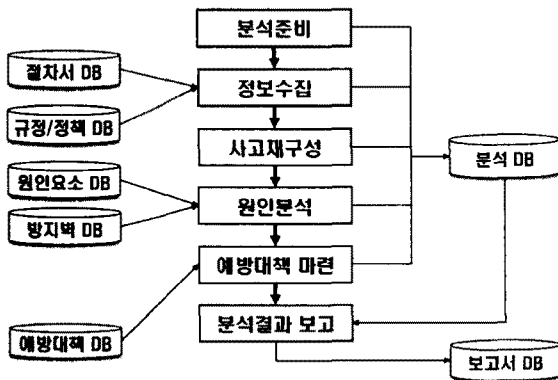 분석준비
절차서 DB
정보수집
규정/정책 DB
사고재구성
분석 DB
원인요소 DB
원인분석
방지벽 DB
예방대책 마련
분석결과 보고
예방대책 DB
보고서 DB